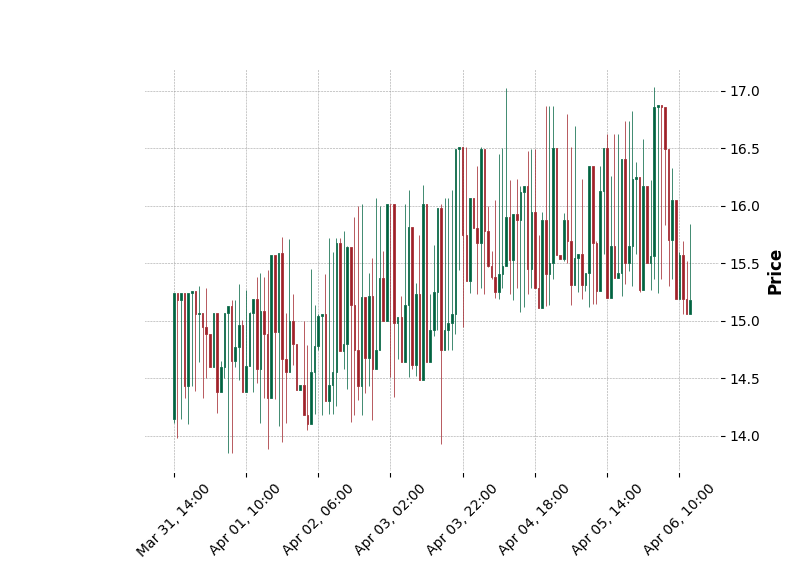 17.0
16.5
16.0
15.5
15.0
14.5
14.0
Price
Mar 31, 14:00
Apr 01, 10:00
Apr 02, 06:00
Apr 03, 02:00
Apr 03, 22:00
Apr 04, 18:00
Apr 05, 14:00
Apr 06, 10:00